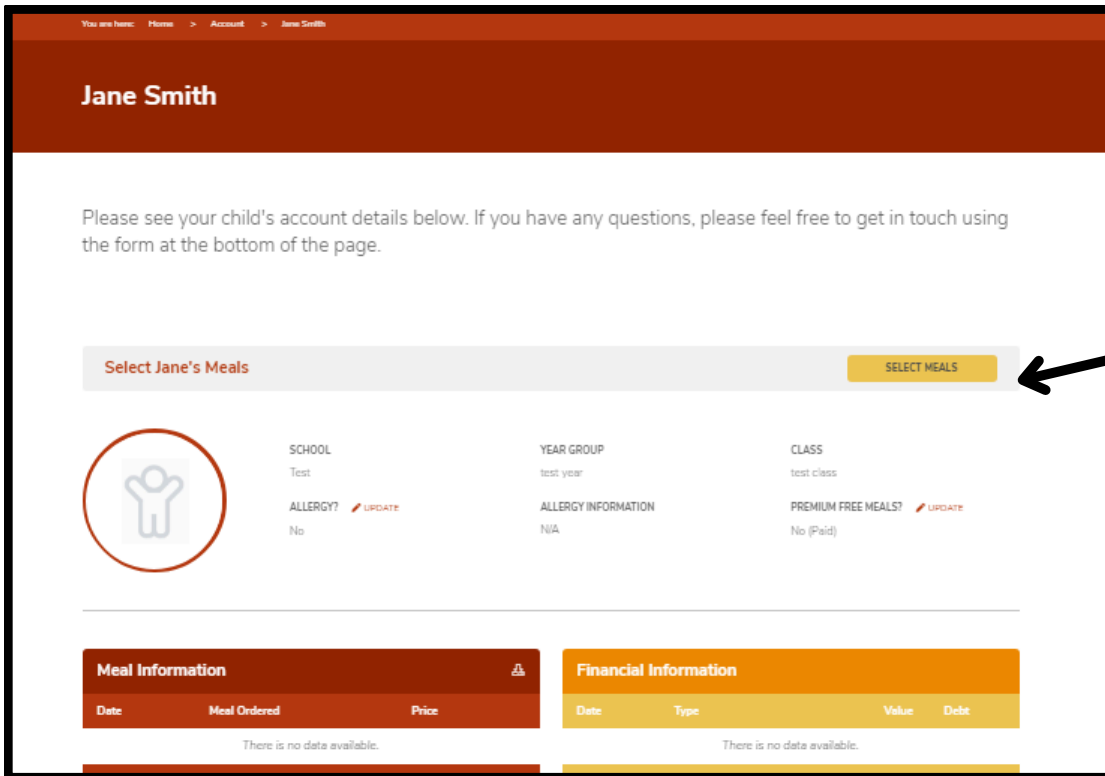 You are here: Home > Account > Jane Smith
Jane Smith
Please see your child's account details below. If you have any questions, please feel free to get in touch using
the form at the bottom of the page.
Select Jane's Meals SELECT MEALS
SCHOOL YEAR GROUP CLASS
Test test year test class
ALLERGY? UPDATE ALLERGY INFORMATION PREMIUM FREE MEALS? UPDATE
No N/A No (Paid)
Meal Information Financial Information
Date Meal Ordered Price Date Type Value Debt
There is no data available. There is no data available.